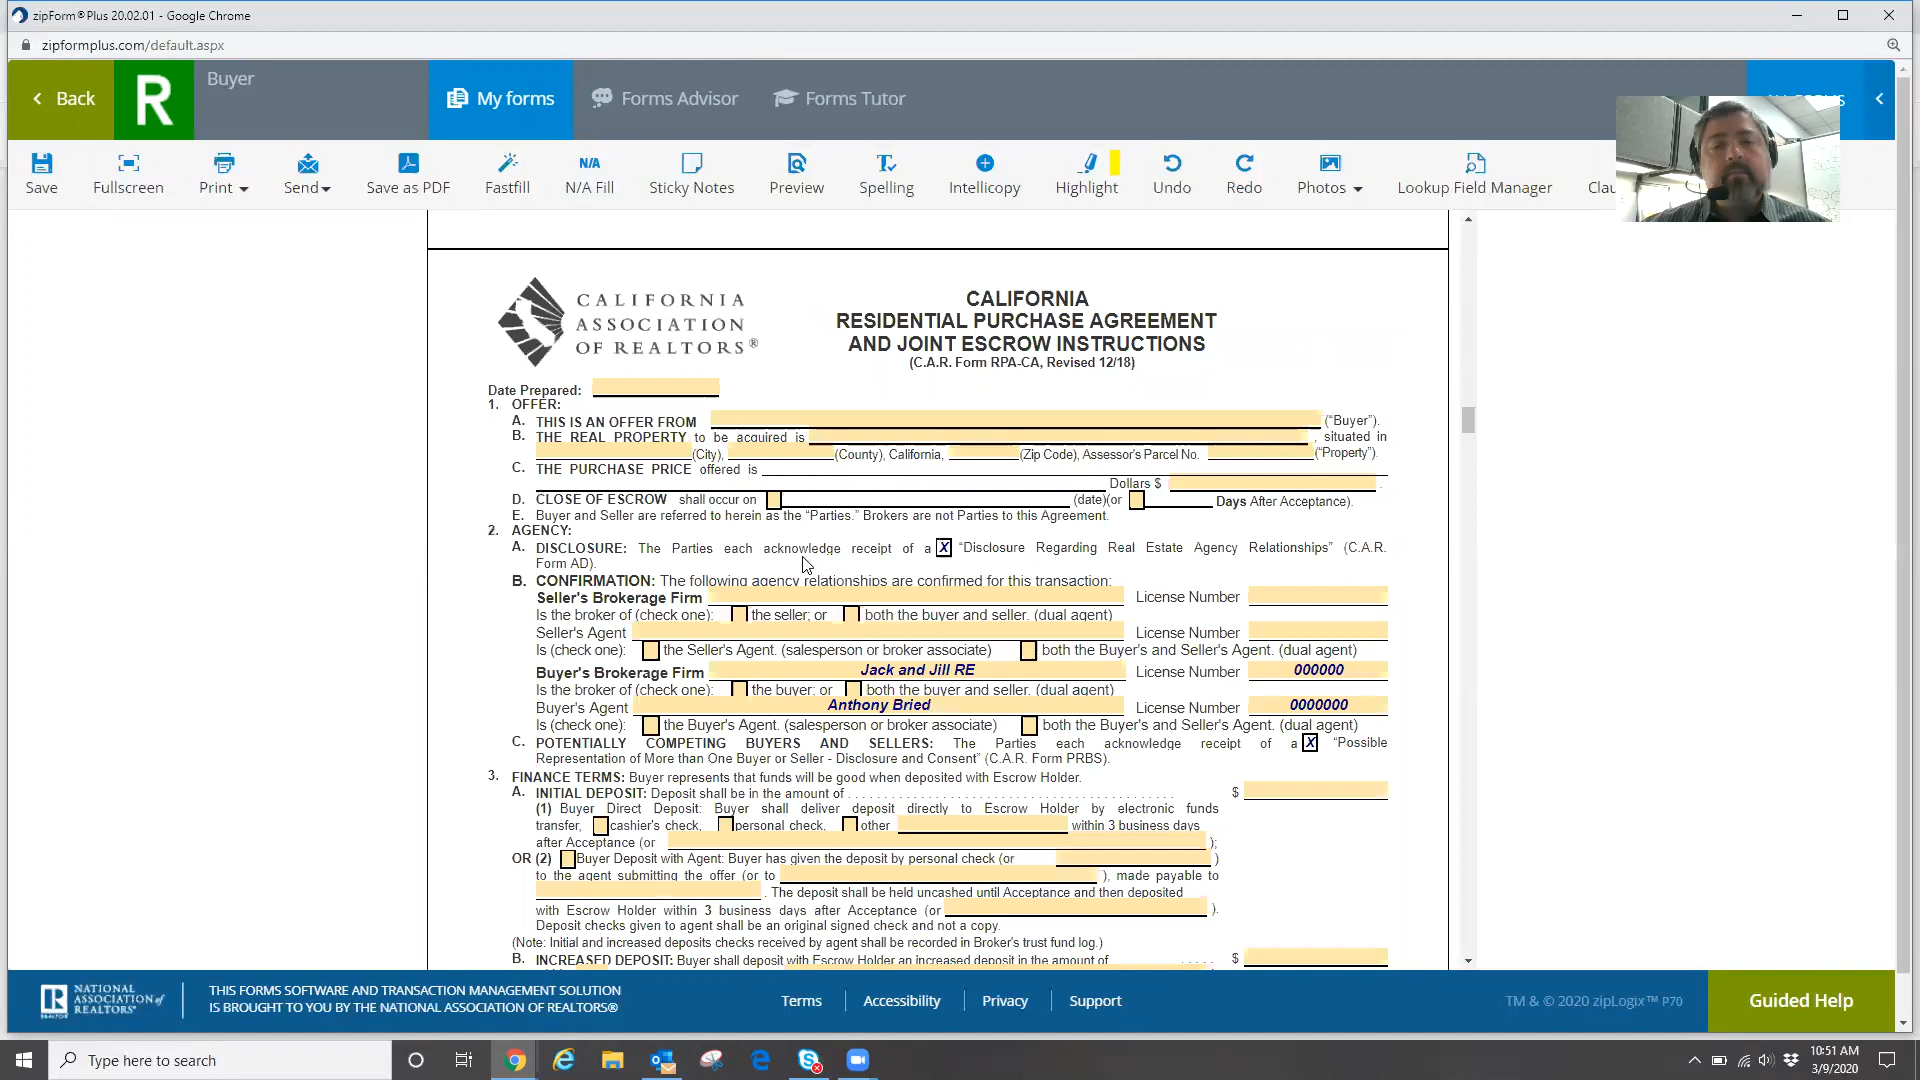 zipForm® Plus 20.02.01 - Google Chrome
zipformplus.com/default.aspx
Back
R
Buyer
My forms
Forms Advisor
Forms Tutor
Save
Fullscreen
Print
Send
Save as PDF
Fastfill
N/A
N/A Fill
Sticky Notes
Preview
Spelling
Intellicopy
Highlight
Undo
Redo
Photos
Lookup Field Manager
CALIFORNIA
ASSOCIATION
OF REALTORS®
CALIFORNIA
RESIDENTIAL PURCHASE AGREEMENT
AND JOINT ESCROW INSTRUCTIONS
(C.A.R. Form RPA-CA, Revised 12/18)
Date Prepared:
1. OFFER:
A. THIS IS AN OFFER FROM ("Buyer").
B. THE REAL PROPERTY to be acquired is , situated in
(City), (County), California, (Zip Code), Assessor's Parcel No. ("Property").
C. THE PURCHASE PRICE offered is
Dollars $ .
D. CLOSE OF ESCROW shall occur on (date)(or Days After Acceptance).
E. Buyer and Seller are referred to herein as the "Parties." Brokers are not Parties to this Agreement.
2. AGENCY:
A. DISCLOSURE: The Parties each acknowledge receipt of a X "Disclosure Regarding Real Estate Agency Relationships" (C.A.R.
Form AD).
B. CONFIRMATION: The following agency relationships are confirmed for this transaction:
Seller's Brokerage Firm License Number
Is the broker of (check one): the seller; or both the buyer and seller. (dual agent)
Seller's Agent License Number
Is (check one): the Seller's Agent. (salesperson or broker associate) both the Buyer's and Seller's Agent. (dual agent)
Buyer's Brokerage Firm Jack and Jill RE License Number 000000
Is the broker of (check one): the buyer; or both the buyer and seller. (dual agent)
Buyer's Agent Anthony Bried License Number 0000000
Is (check one): the Buyer's Agent. (salesperson or broker associate) both the Buyer's and Seller's Agent. (dual agent)
C. POTENTIALLY COMPETING BUYERS AND SELLERS: The Parties each acknowledge receipt of a X "Possible
Representation of More than One Buyer or Seller - Disclosure and Consent" (C.A.R. Form PRBS).
3. FINANCE TERMS: Buyer represents that funds will be good when deposited with Escrow Holder.
A. INITIAL DEPOSIT: Deposit shall be in the amount of $
(1) Buyer Direct Deposit: Buyer shall deliver deposit directly to Escrow Holder by electronic funds
transfer, cashier's check, personal check, other within 3 business days
after Acceptance (or );
OR (2) Buyer Deposit with Agent: Buyer has given the deposit by personal check (or )
to the agent submitting the offer (or to ), made payable to
. The deposit shall be held uncashed until Acceptance and then deposited
with Escrow Holder within 3 business days after Acceptance (or ).
Deposit checks given to agent shall be an original signed check and not a copy.
(Note: Initial and increased deposits checks received by agent shall be recorded in Broker's trust fund log.)
B. INCREASED DEPOSIT: Buyer shall deposit with Escrow Holder an increased deposit in the amount of $
NATIONAL
ASSOCIATION of
REALTORS®
THIS FORMS SOFTWARE AND TRANSACTION MANAGEMENT SOLUTION
IS BROUGHT TO YOU BY THE NATIONAL ASSOCIATION OF REALTORS®
Terms
Accessibility
Privacy
Support
TM & © 2020 zipLogix™ P70
Guided Help
Type here to search
10:51 AM
3/9/2020